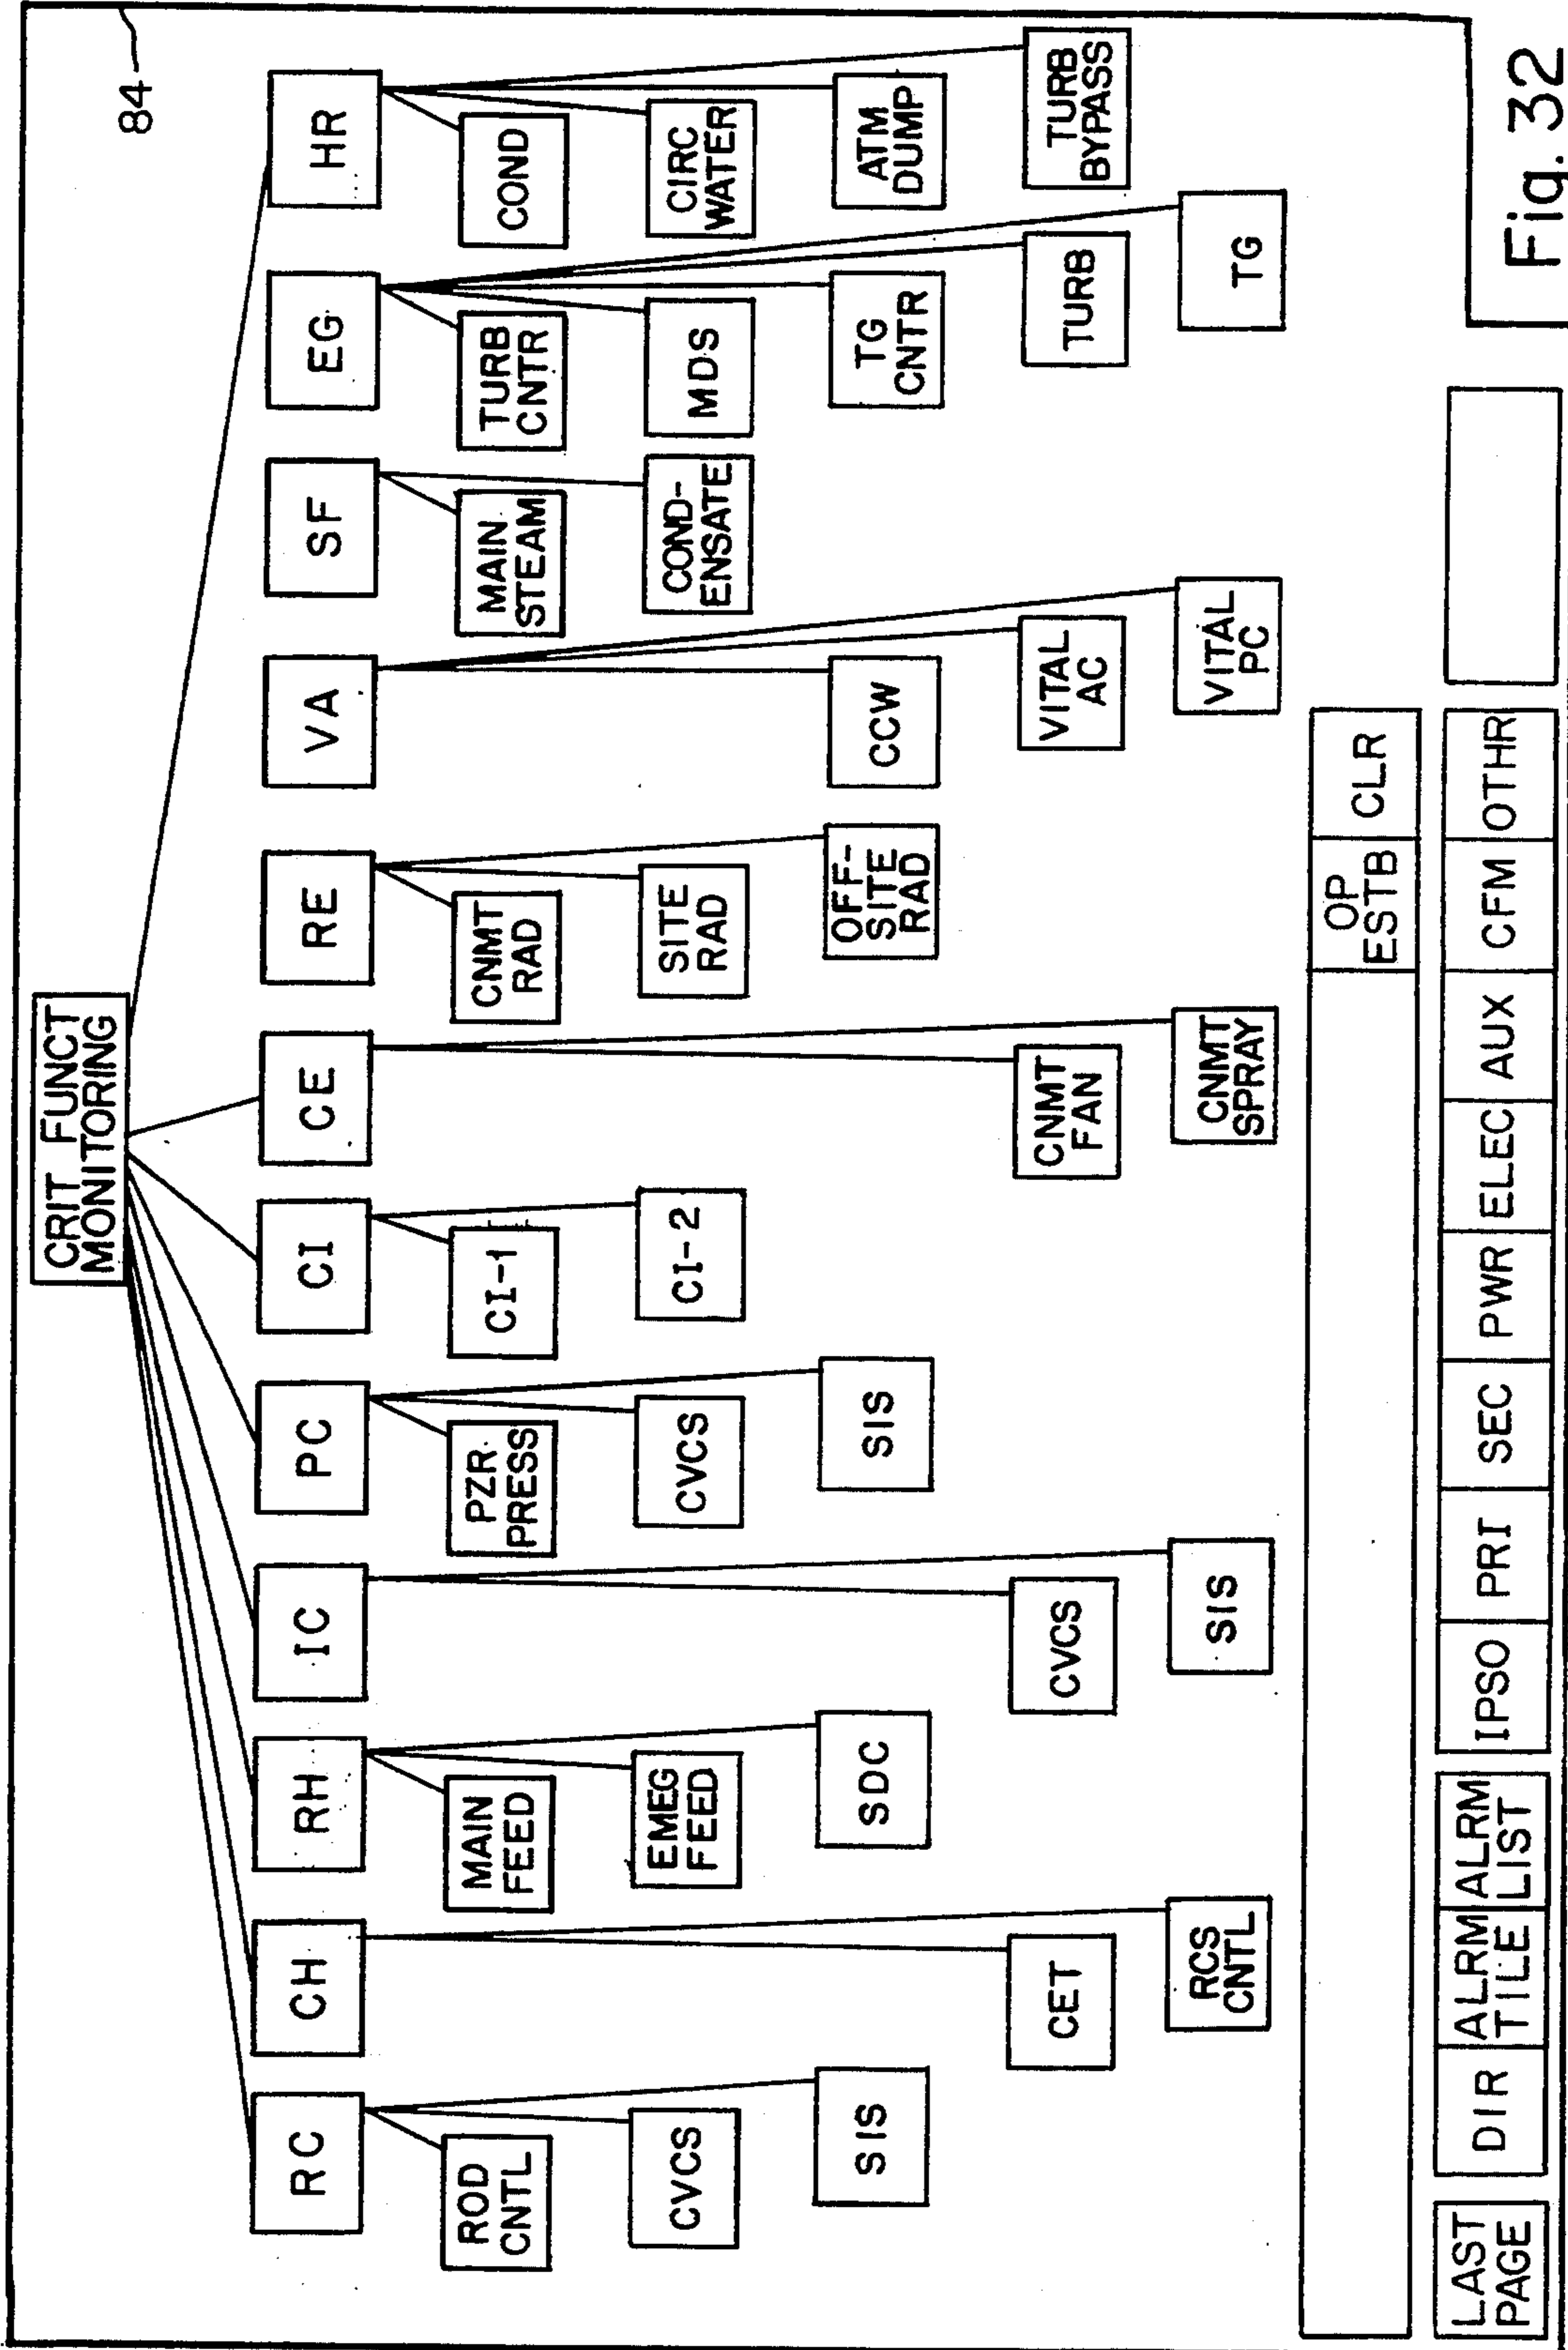 84
CRIT FUNCT
MONITORING
RC
CH
RH
IC
PC
CI
CE
RE
VA
SF
EG
HR
ROD
CNTL
MAIN
FEED
PZR
PRESS
CI-1
CNMT
RAD
MAIN
STEAM
TURB
CNTR
COND
CVCS
EMEG
FEED
CVCS
CI-2
SITE
RAD
COND-
ENSATE
MDS
CIRC
WATER
SIS
SDC
SIS
OFF-
SITE
RAD
CCW
TG
CNTR
ATM
DUMP
CET
CVCS
CNMT
FAN
VITAL
AC
TURB
TURB
BYPASS
RCS
CNTL
SIS
CNMT
SPRAY
VITAL
PC
TG
OP
ESTB
CLR
LAST
PAGE
DIR
ALRM
TILE
ALRM
LIST
IPSO
PRI
SEC
PWR
ELEC
AUX
CFM
OTHR
Fig. 32